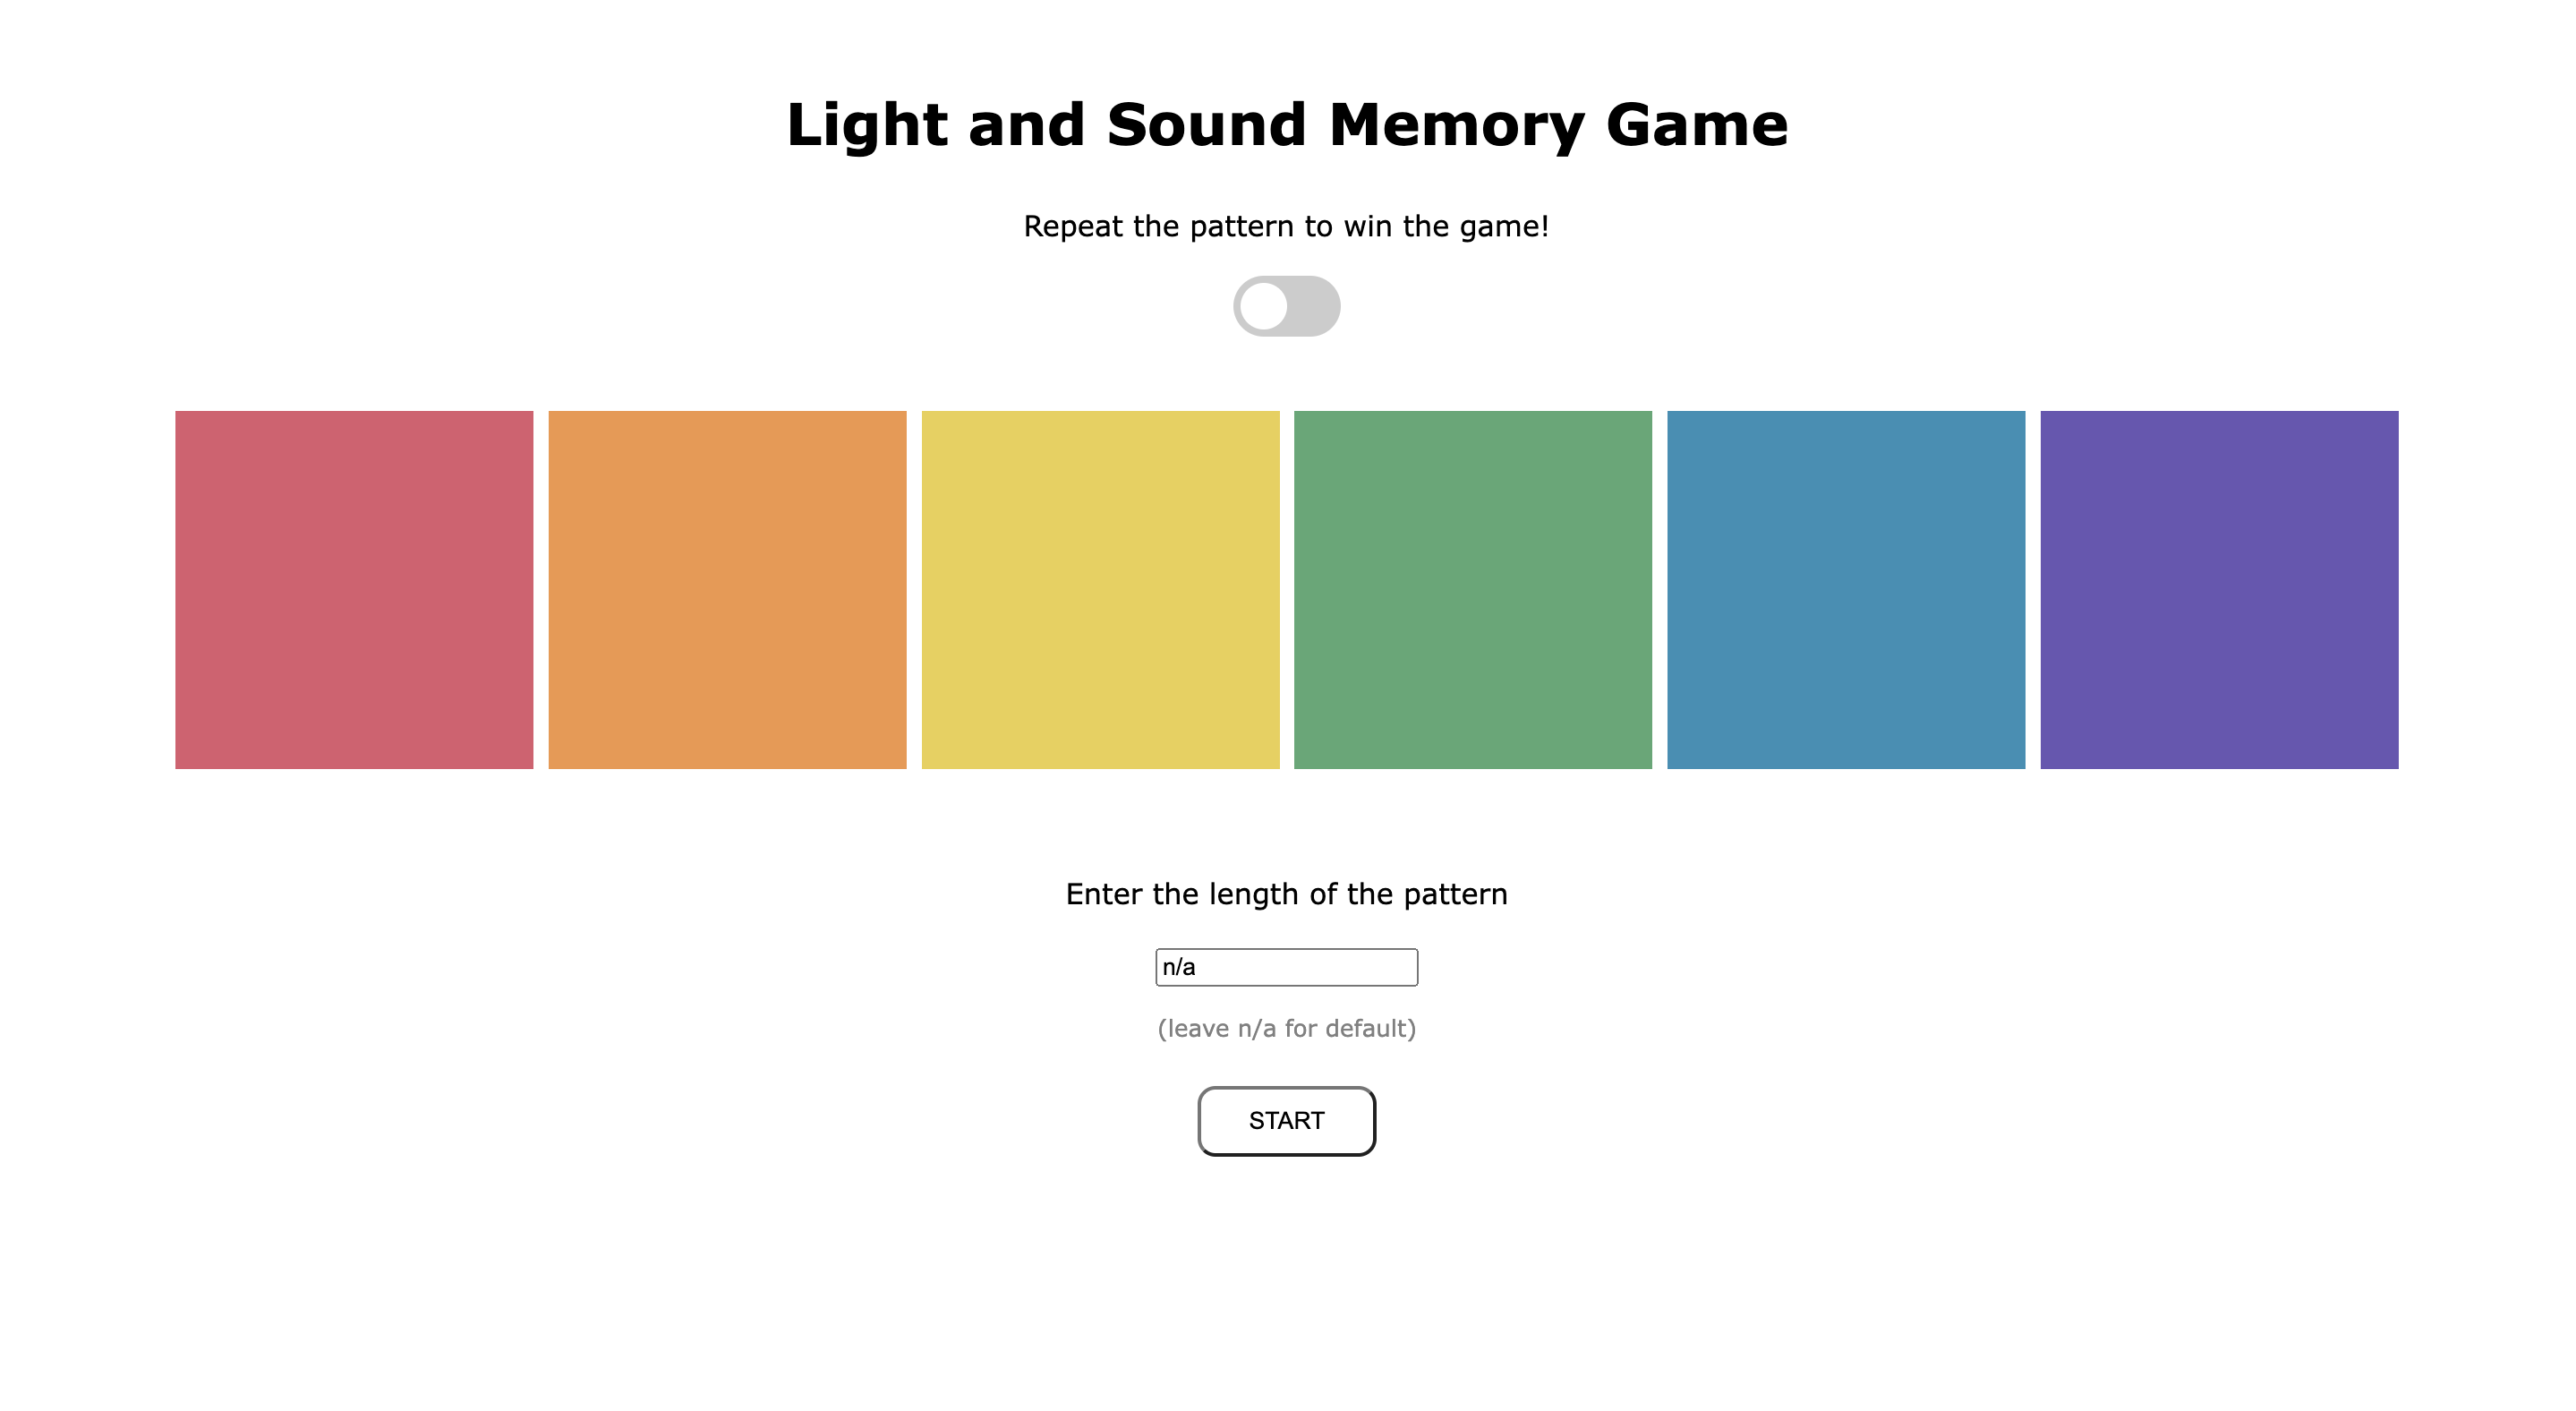 Light and Sound Memory Game
Repeat the pattern to win the game!
Enter the length of the pattern
n/a
(leave n/a for default)
START